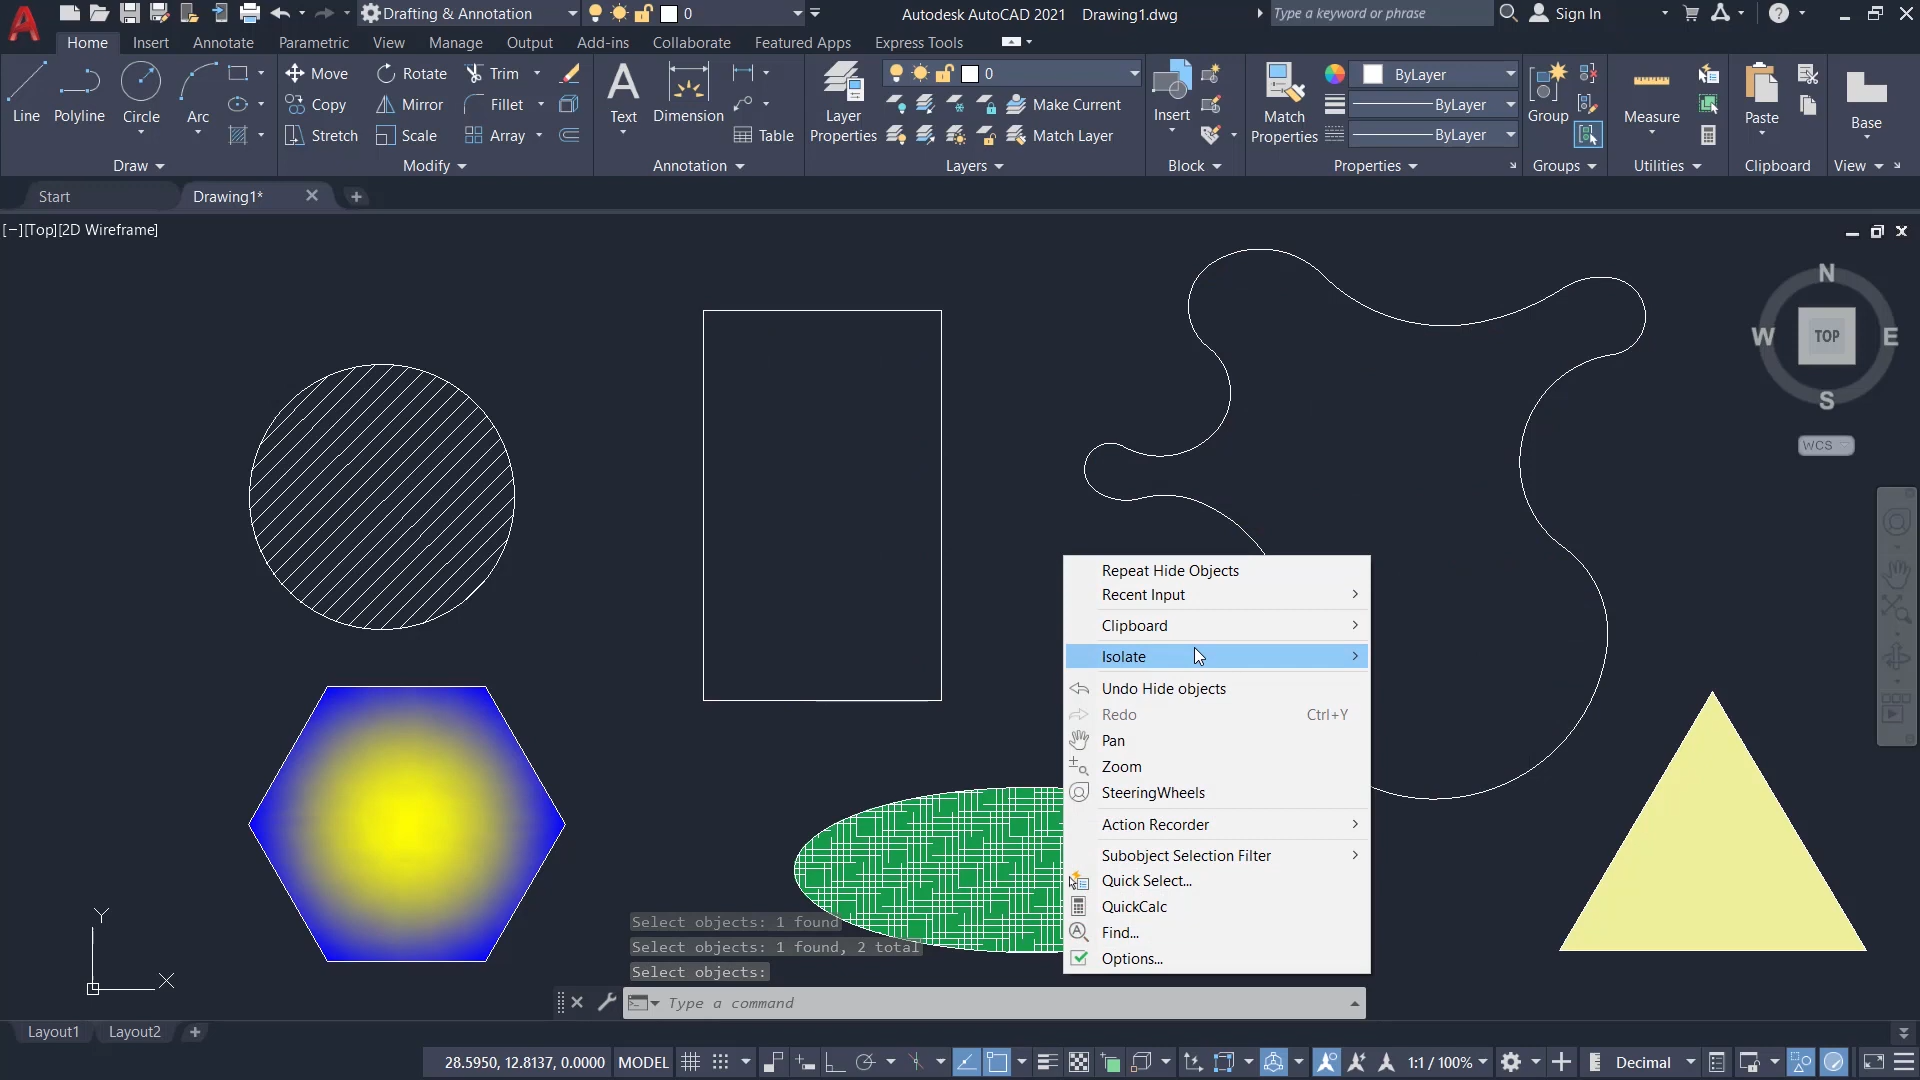 Drafting & Annotation
0
Autodesk AutoCAD 2021 Drawing1.dwg
Type a keyword or phrase
Sign In
Home Insert Annotate Parametric View Manage Output Add-ins Collaborate Featured Apps Express Tools
Line
Polyline
Circle
Arc
Draw
Move
Rotate
Trim
Copy
Mirror
Fillet
Stretch
Scale
Array
Modify
Text
Dimension
Table
Annotation
Layer
Properties
0
Make Current
Match Layer
Layers
Insert
Block
Match
Properties
ByLayer
ByLayer
ByLayer
Properties
Group
Groups
Measure
Utilities
Paste
Clipboard
Base
View
Start
Drawing1*
[−][Top][2D Wireframe]
N
W
TOP
E
S
WCS
Repeat Hide Objects
Recent Input
Clipboard
Isolate
Undo Hide objects
Redo Ctrl+Y
Pan
Zoom
SteeringWheels
Action Recorder
Subobject Selection Filter
Quick Select...
QuickCalc
Find...
Options...
Y
X
Select objects: 1 found
Select objects: 1 found, 2 total
Select objects:
Type a command
Layout1
Layout2
28.5950, 12.8137, 0.0000
MODEL
1:1 / 100%
Decimal